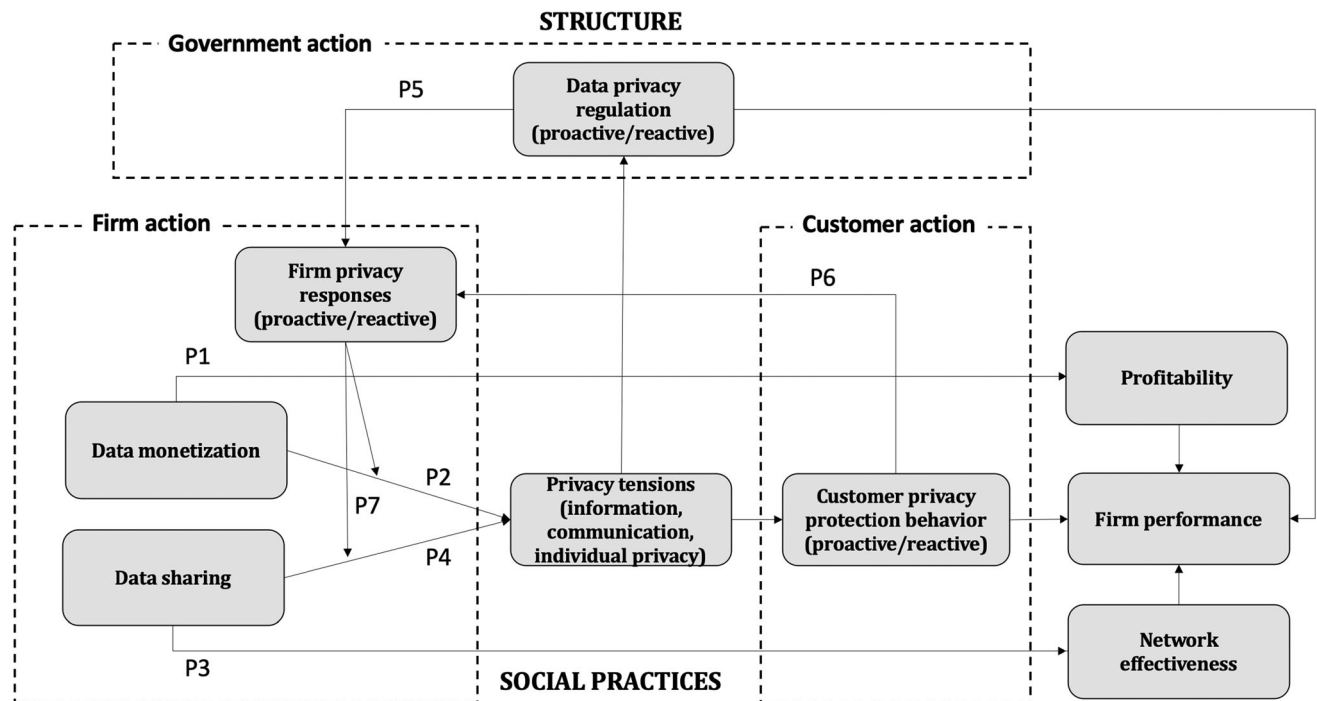 STRUCTURE
Government action
Data privacy
regulation
(proactive/reactive)
P5
Firm action
Customer action
Firm privacy
responses
(proactive/reactive)
P6
P1
Profitability
Data monetization
P2
P7
Privacy tensions
(information,
communication,
individual privacy)
Customer privacy
protection behavior
(proactive/reactive)
Firm performance
P4
Data sharing
P3
Network
effectiveness
SOCIAL PRACTICES